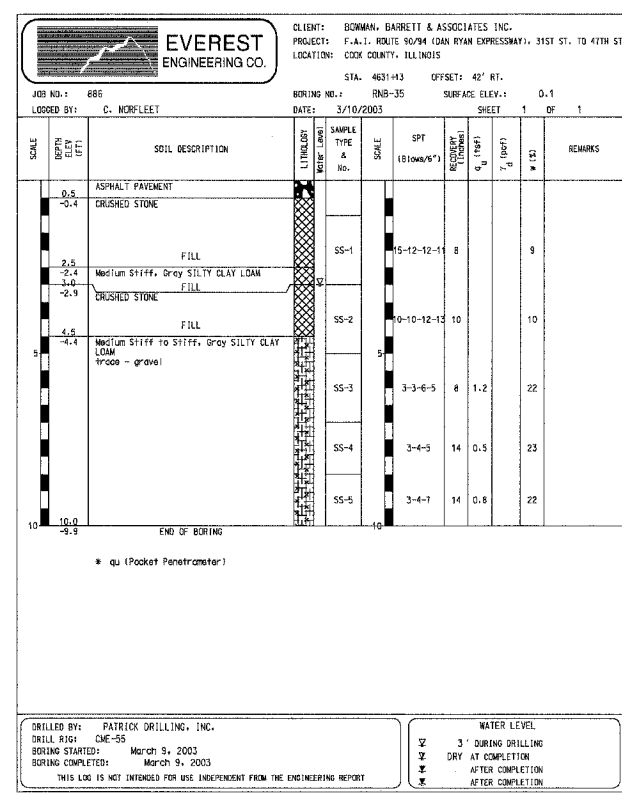 EVEREST
ENGINEERING CO.
CLIENT: BOWMAN, BARRETT & ASSOCIATES INC.
PROJECT: F.A.I. ROUTE 90/94 (DAN RYAN EXPRESSWAY), 31ST ST. TO 47TH ST
LOCATION: COOK COUNTY, ILLINOIS
STA. 4631+13 OFFSET: 42' RT.
JOB NO.: 886 BORING NO.: RNB-35 SURFACE ELEV.: 0.1
LOGGED BY: C. NORFLEET DATE: 3/10/2003 SHEET 1 OF 1
SCALE DEPTH ELEV (FT) SOIL DESCRIPTION LITHOLOGY Water Level SAMPLE TYPE & No. SCALE SPT (Blows/6") RECOVERY (Inches) q u (tsf) γ d (pcf) w (%) REMARKS
ASPHALT PAVEMENT
0.5
-0.4 CRUSHED STONE
SS-1 15-12-12-11 8 9
FILL
2.5
-2.4 Medium Stiff, Gray SILTY CLAY LOAM
3.0 FILL
-2.9 CRUSHED STONE
SS-2 10-10-12-13 10 10
FILL
4.5
-4.4 Medium Stiff to Stiff, Gray SILTY CLAY
5 LOAM 5
trace - gravel
SS-3 3-3-6-5 8 1.2 22
SS-4 3-4-5 14 0.5 23
SS-5 3-4-7 14 0.8 22
10 10.0 10
-9.9 END OF BORING
* qu (Pocket Penetrometer)
DRILLED BY: PATRICK DRILLING, INC.
DRILL RIG: CME-55
BORING STARTED: March 9, 2003
BORING COMPLETED: March 9, 2003
THIS LOG IS NOT INTENDED FOR USE INDEPENDENT FROM THE ENGINEERING REPORT
WATER LEVEL
3' DURING DRILLING
DRY AT COMPLETION
AFTER COMPLETION
AFTER COMPLETION